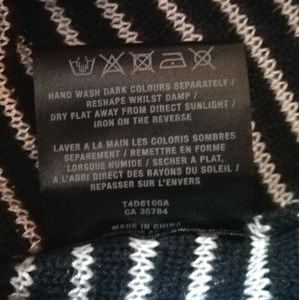 HAND WASH DARK COLOURS SEPARATELY /
RESHAPE WHILST DAMP /
DRY FLAT AWAY FROM DIRECT SUNLIGHT /
IRON ON THE REVERSE
LAVER A LA MAIN LES COLORIS SOMBRES
SEPAREMENT / REMETTRE EN FORME
LORSQUE HUMIDE / SECHER A PLAT,
A L'ABRI DIRECT DES RAYONS DU SOLEIL /
REPASSER SUR L'ENVERS
T4D8100A
CA 35784
MADE IN CHINA